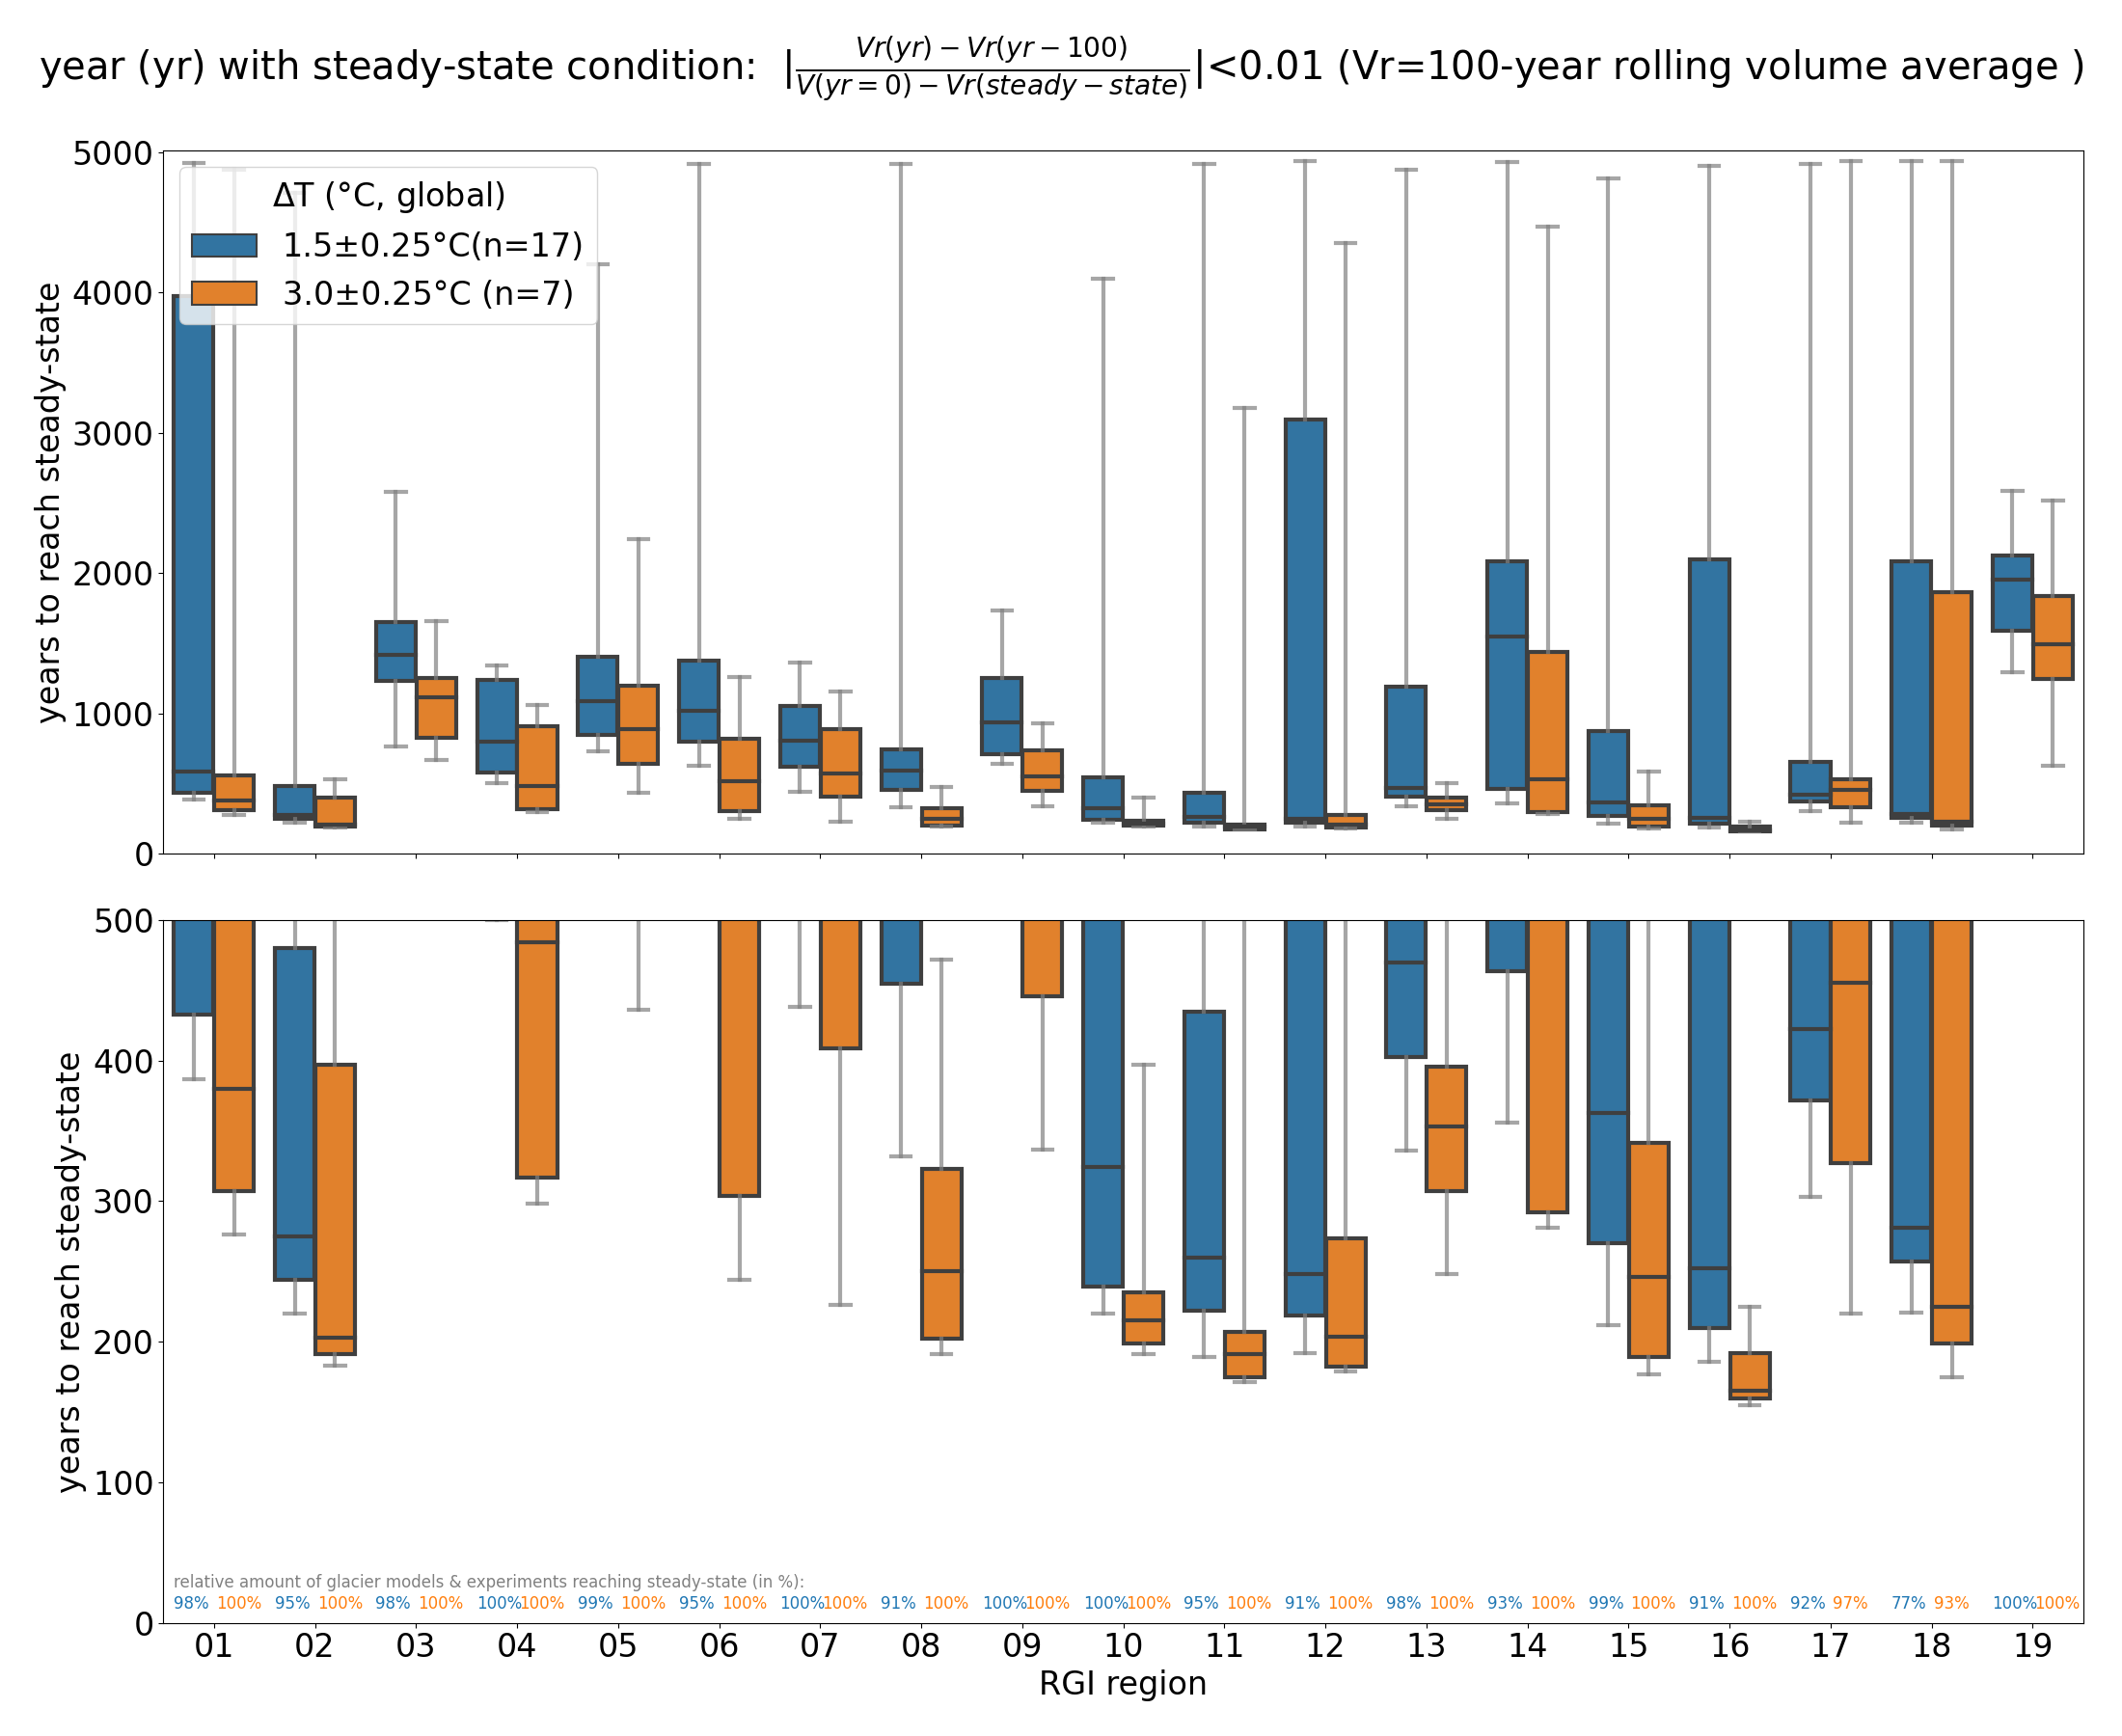 year (yr) with steady-state condition: |\frac{Vr(yr)-Vr(yr-100)}{V(yr=0)-Vr(steady-state)}|<0.01 (Vr=100-year rolling volume average )
5000
4000
3000
2000
1000
0
years to reach steady-state
ΔT (°C, global)
1.5±0.25°C(n=17)
3.0±0.25°C (n=7)
500
400
300
200
100
0
years to reach steady-state
relative amount of glacier models & experiments reaching steady-state (in %):
98% 100% 95% 100% 98% 100% 100% 100% 99% 100% 95% 100% 100% 100% 91% 100% 100% 100% 100% 100% 95% 100% 91% 100% 98% 100% 93% 100% 99% 100% 91% 100% 92% 97% 77% 93% 100% 100%
01 02 03 04 05 06 07 08 09 10 11 12 13 14 15 16 17 18 19
RGI region